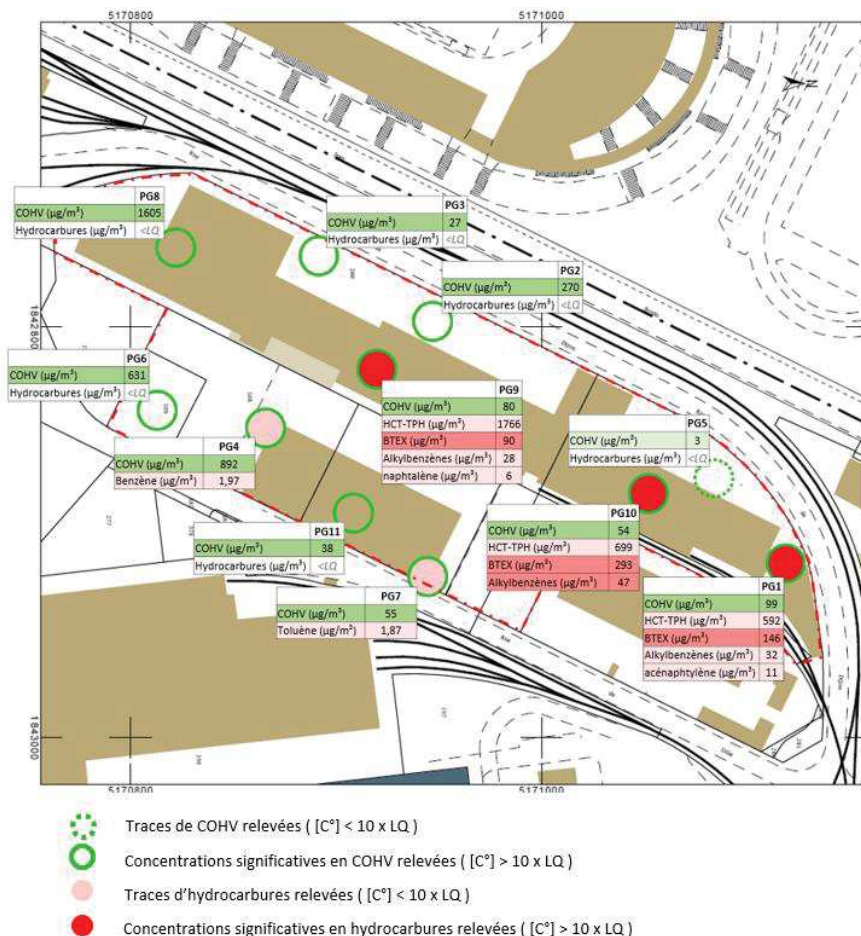 5170800
5171000
PG8
COHV (µg/m³) 1605
Hydrocarbures (µg/m³) <LQ
PG3
COHV (µg/m³) 27
Hydrocarbures (µg/m³) <LQ
PG2
COHV (µg/m³) 270
Hydrocarbures (µg/m³) <LQ
1842800
PG6
COHV (µg/m³) 631
Hydrocarbures (µg/m³) <LQ
PG9
COHV (µg/m³) 80
HCT-TPH (µg/m³) 1766
BTEX (µg/m³) 90
Alkylbenzènes (µg/m³) 28
naphtalène (µg/m³) 6
PG5
COHV (µg/m³) 3
Hydrocarbures (µg/m³) <LQ
PG4
COHV (µg/m³) 892
Benzène (µg/m³) 1,97
PG11
COHV (µg/m³) 38
Hydrocarbures (µg/m³) <LQ
PG10
COHV (µg/m³) 54
HCT-TPH (µg/m³) 699
BTEX (µg/m³) 293
Alkylbenzènes (µg/m³) 47
PG7
COHV (µg/m³) 55
Toluène (µg/m³) 1,87
PG1
COHV (µg/m³) 99
HCT-TPH (µg/m³) 592
BTEX (µg/m³) 146
Alkylbenzènes (µg/m³) 32
acénaphtylène (µg/m³) 11
1843000
5170800
5171000
Traces de COHV relevées ( [C°] < 10 x LQ )
Concentrations significatives en COHV relevées ( [C°] > 10 x LQ )
Traces d'hydrocarbures relevées ( [C°] < 10 x LQ )
Concentrations significatives en hydrocarbures relevées ( [C°] > 10 x LQ )